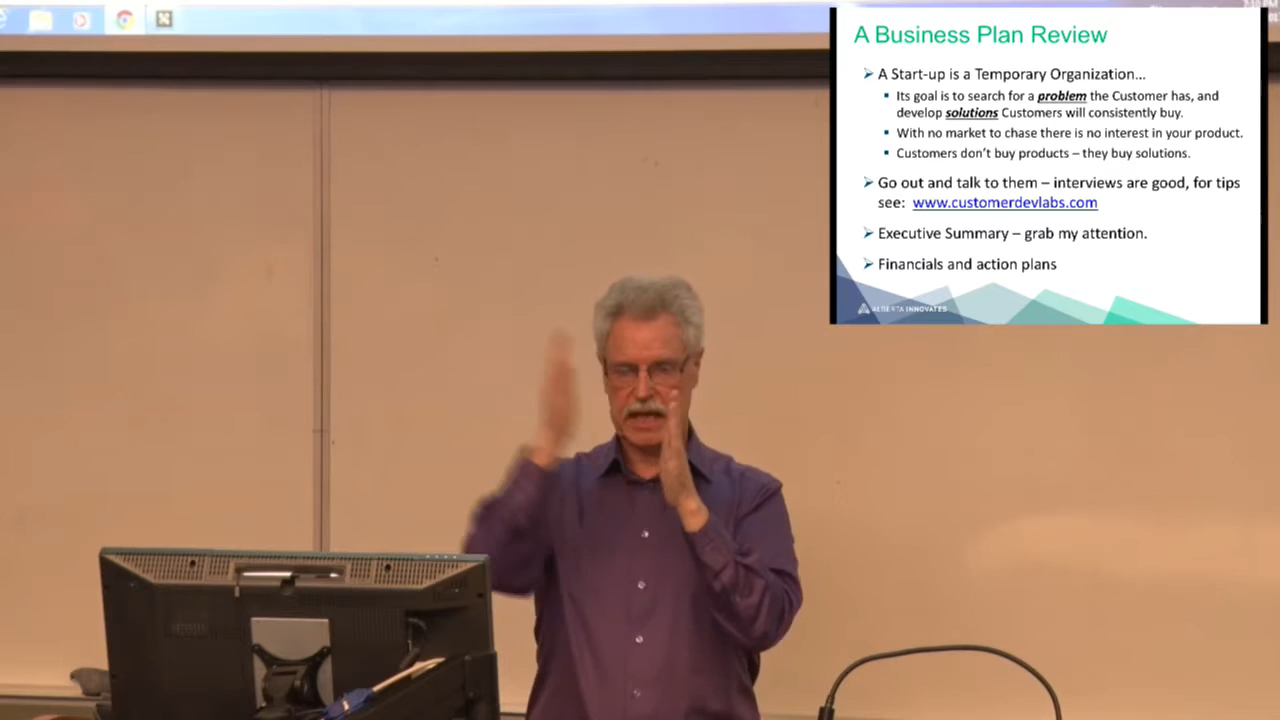 A Business Plan Review
A Start-up is a Temporary Organization...
Its goal is to search for a problem the Customer has, and
develop solutions Customers will consistently buy.
With no market to chase there is no interest in your product.
Customers don't buy products – they buy solutions.
Go out and talk to them – interviews are good, for tips
see: www.customerdevlabs.com
Executive Summary – grab my attention.
Financials and action plans
ALBERTA INNOVATES